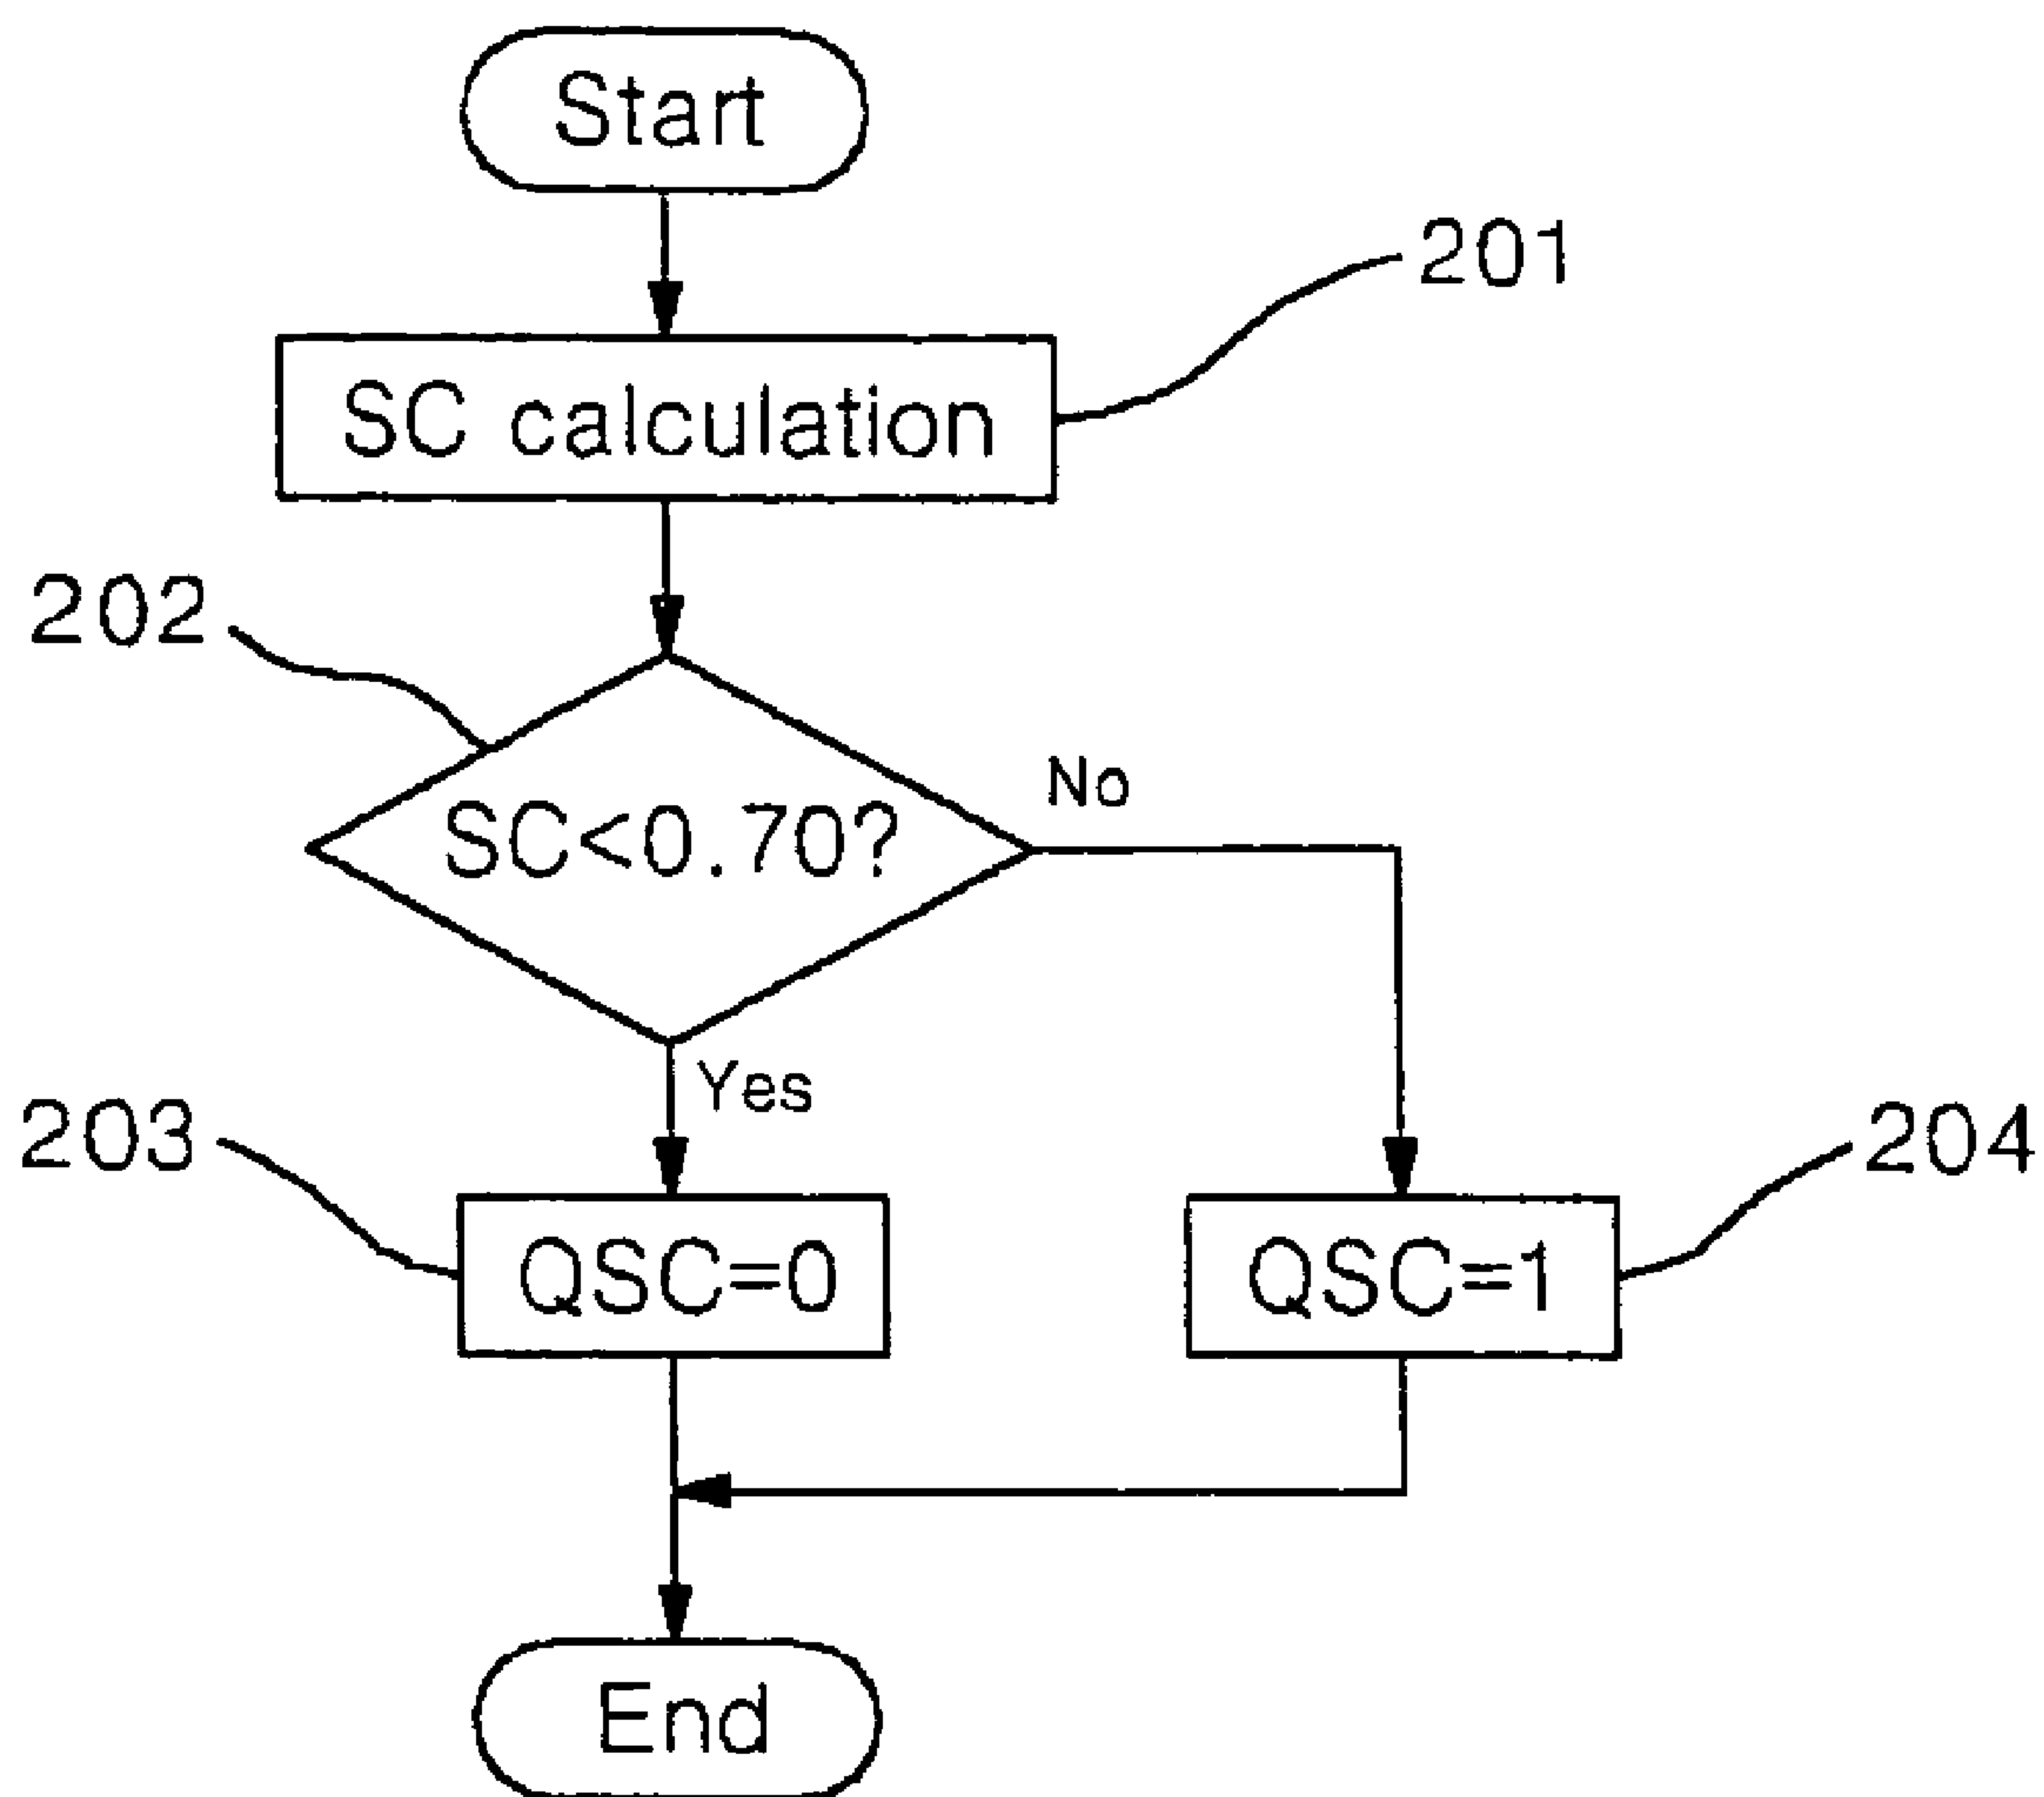 Start
201
SC calculation
202
No
SC<0.70?
Yes
203
204
QSC=0
QSC=1
End